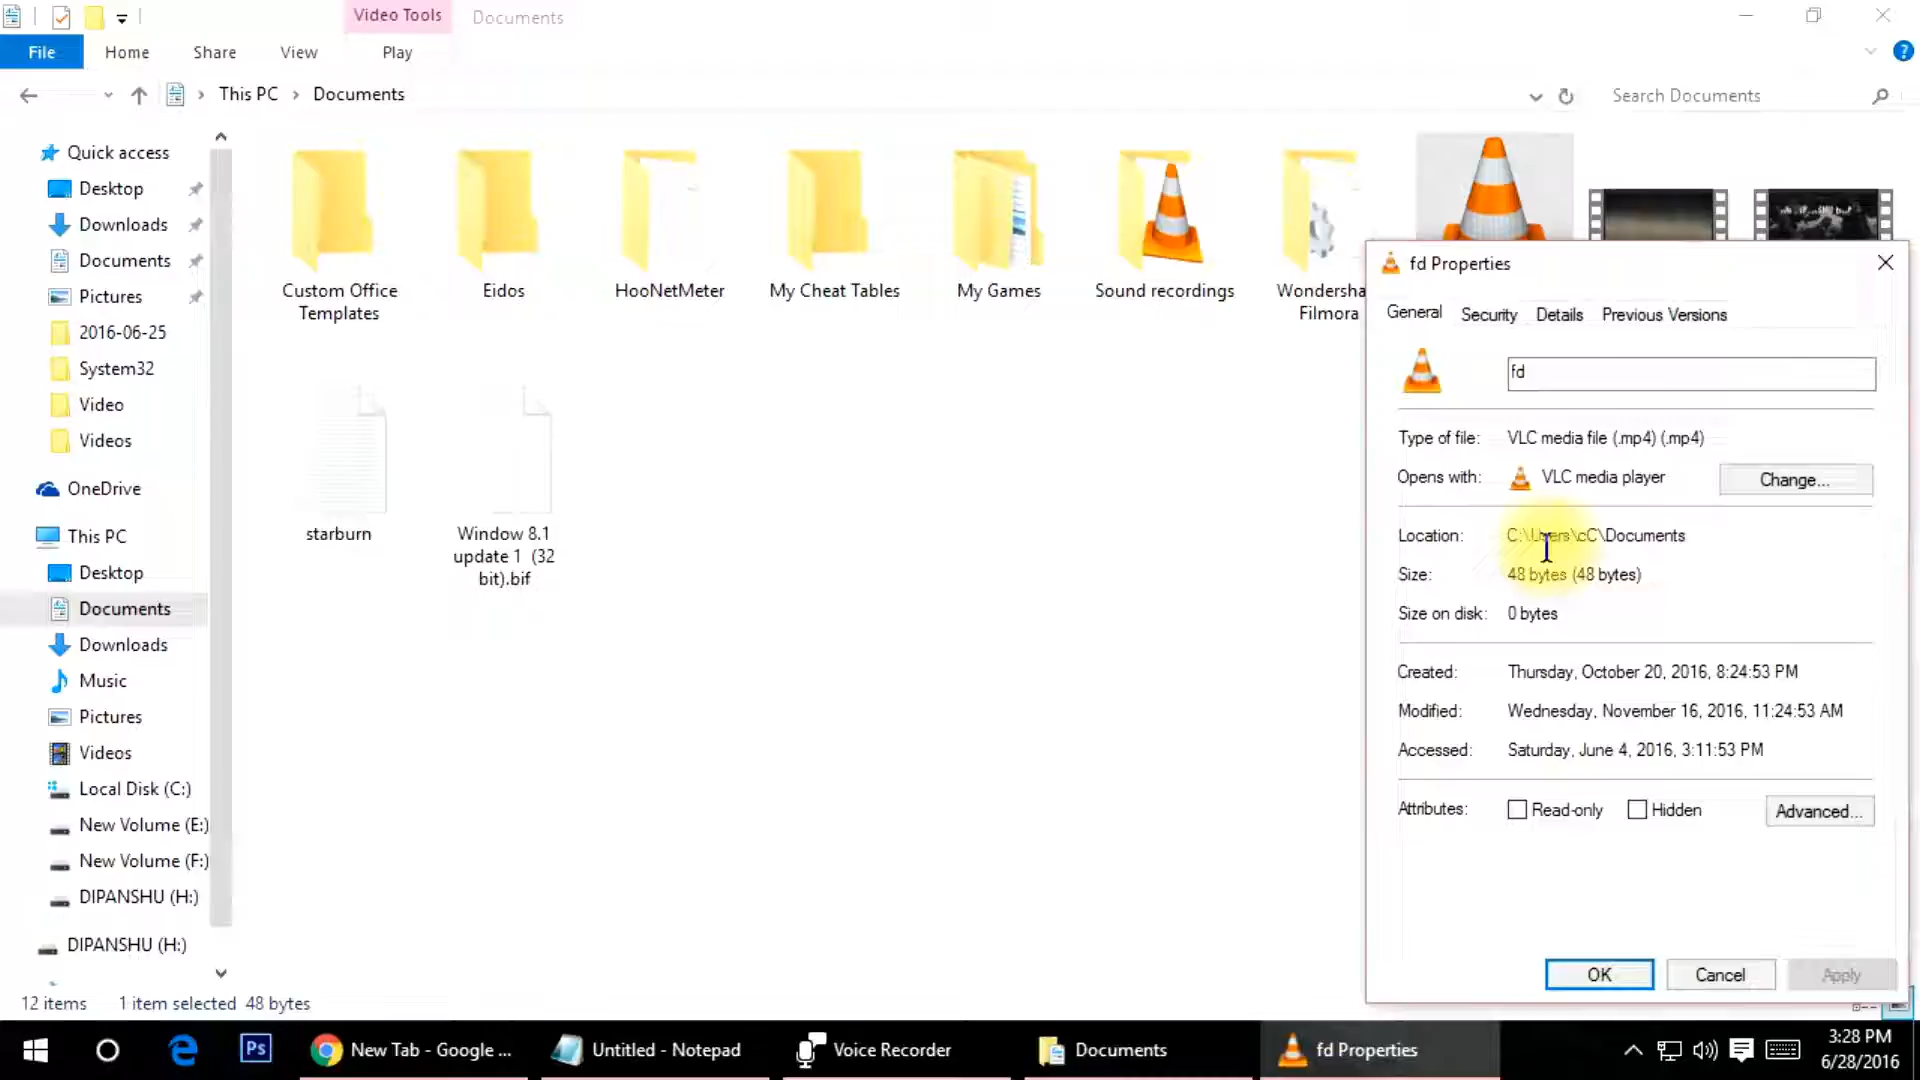 Video Tools
Documents
File
Home
Share
View
Play
This PC
Documents
Search Documents
Quick access
Desktop
Downloads
Documents
Pictures
2016-06-25
System32
Video
Videos
OneDrive
This PC
Desktop
Documents
Downloads
Music
Pictures
Videos
Local Disk (C:)
New Volume (E:)
New Volume (F:)
DIPANSHU (H:)
DIPANSHU (H:)
Custom Office
Templates
Eidos
HooNetMeter
My Cheat Tables
My Games
Sound recordings
Wondersha
Filmora
starburn
Window 8.1
update 1 (32
bit).bif
fd Properties
General
Security
Details
Previous Versions
fd
Type of file: VLC media file (.mp4) (.mp4)
Opens with: VLC media player
Change...
Location: C:\Users\cC\Documents
Size: 48 bytes (48 bytes)
Size on disk: 0 bytes
Created: Thursday, October 20, 2016, 8:24:53 PM
Modified: Wednesday, November 16, 2016, 11:24:53 AM
Accessed: Saturday, June 4, 2016, 3:11:53 PM
Attributes: Read-only Hidden
Advanced...
OK
Cancel
Apply
12 items 1 item selected 48 bytes
Ps
New Tab - Google ...
Untitled - Notepad
Voice Recorder
Documents
fd Properties
3:28 PM
6/28/2016